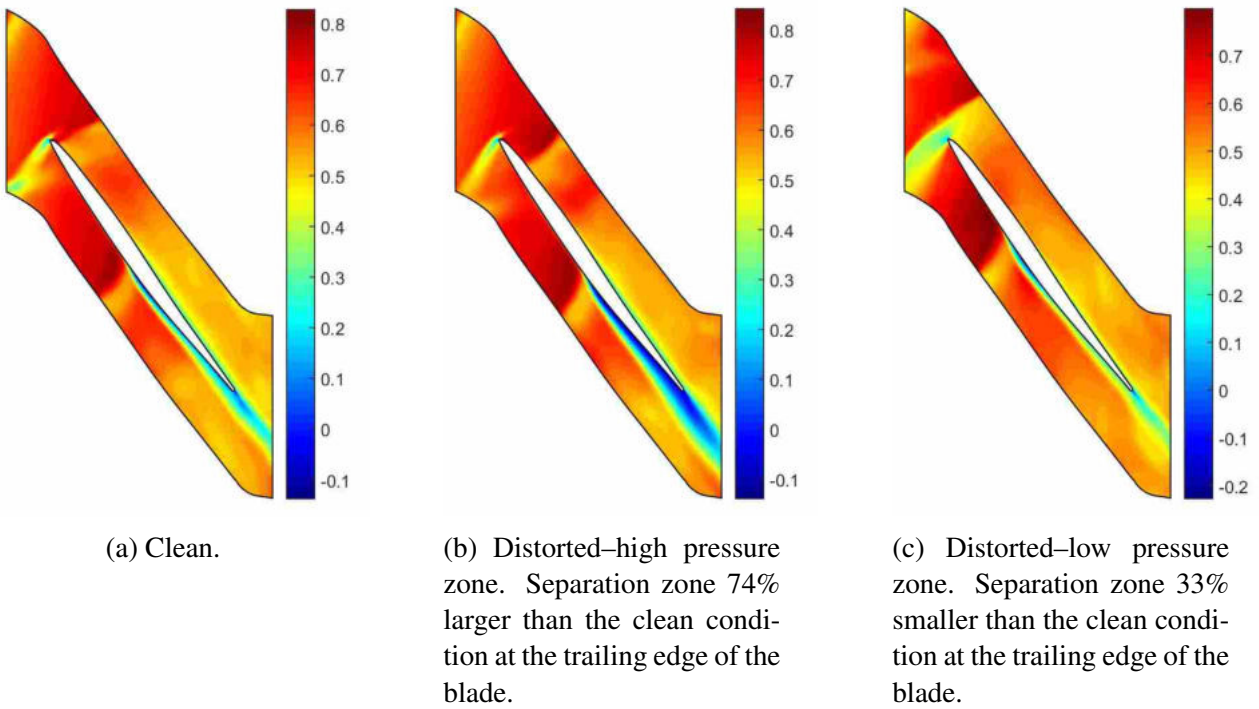 0.8
0.7
0.6
0.5
0.4
0.3
0.2
0.1
0
-0.1
0.8
0.7
0.6
0.5
0.4
0.3
0.2
0.1
0
-0.1
0.7
0.6
0.5
0.4
0.3
0.2
0.1
0
-0.1
-0.2
(a) Clean.
(b) Distorted–high pressure
zone. Separation zone 74%
larger than the clean condi-
tion at the trailing edge of the
blade.
(c) Distorted–low pressure
zone. Separation zone 33%
smaller than the clean condi-
tion at the trailing edge of the
blade.